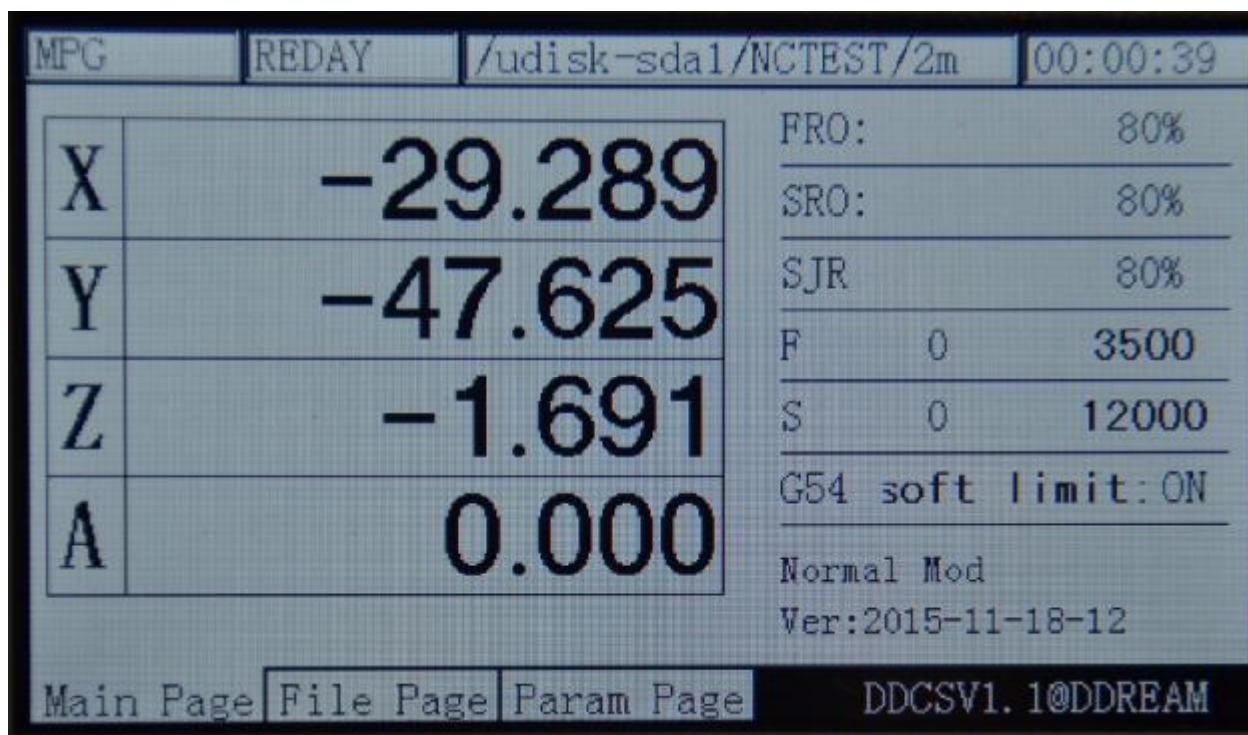 MPG REDAY /udisk-sda1/NCTEST/2m 00:00:39
X -29.289
Y -47.625
Z -1.691
A 0.000
FRO: 80%
SRO: 80%
SJR 80%
F 0 3500
S 0 12000
G54 soft limit:ON
Normal Mod
Ver:2015-11-18-12
Main Page File Page Param Page DDCSV1.1@DDREAM